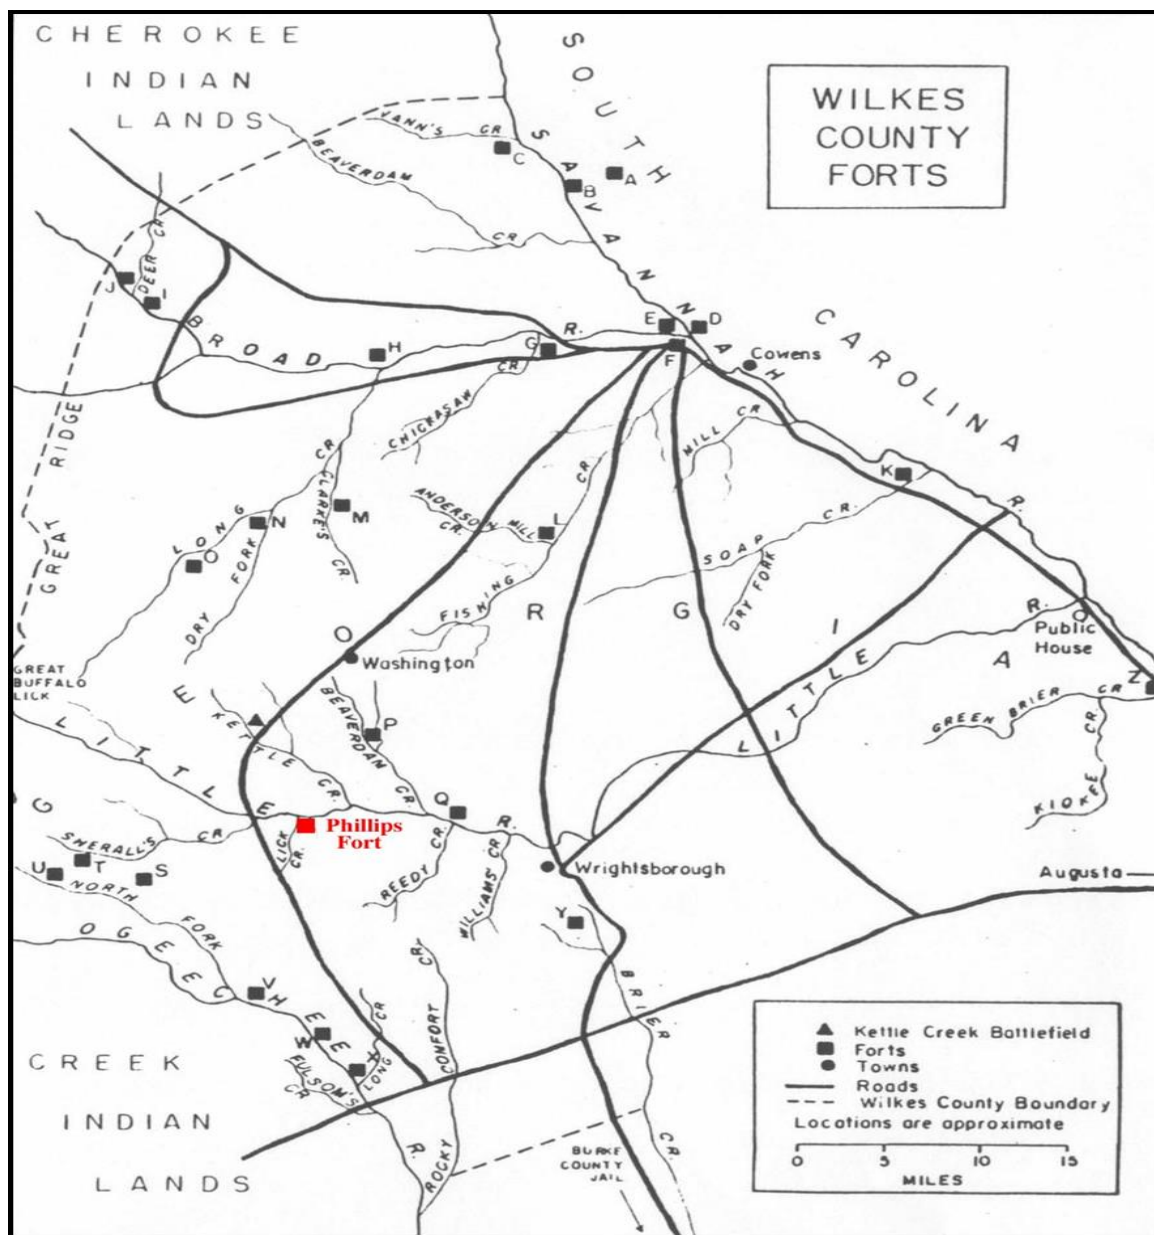 CHEROKEE
INDIAN
LANDS
SOUTH
CAROLINA
WILKES
COUNTY
FORTS
VANN'S CR.
BEAVERDAM
CR.
SAVANNAH
R.
C
B
A
DEER CR.
J
I
BROAD
R.
H
G
E
D
F
Cowens
GREAT RIDGE
CHICKASAW
CR.
MILL
CR
K
LONG
CR.
CLARKE'S
CR.
M
N
O
DRY
FORK
ANDERSON MILL
CR.
L
FISHING
CR.
SOAP
CR.
DRY FORK
G E O R G I A
Washington
GREAT
BUFFALO
LICK
KETTLE
CR.
BEAVERDAM
CR.
P
LITTLE
R.
Q
Phillips
Fort
LICK
CR.
REEDY
CR.
WILLIAMS'
CR.
LITTLE
R.
Public
House
GREEN BRIER
CR
Z
KIOKEE
CR.
SHERALL'S
CR.
U
T
S
NORTH
FORK
OGEECHEE
R.
V
W
X
Wrightsborough
Augusta
Y
BRIER
CR.
LONG
CR
FULSOM'S
CR
ROCKY
COMFORT
CR
CREEK
INDIAN
LANDS
BURKE
COUNTY
JAIL
Kettle Creek Battlefield
Forts
Towns
Roads
Wilkes County Boundary
Locations are approximate
0 5 10 15
MILES